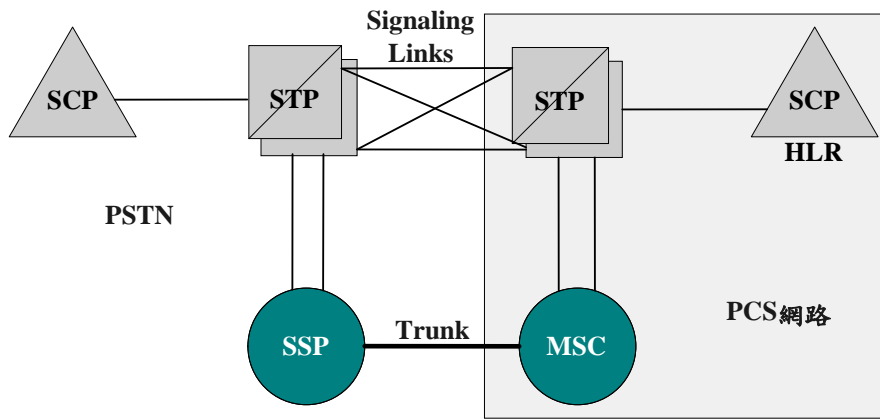 Signaling
Links
SCP
STP
STP
SCP
HLR
PSTN
PCS網路
SSP
Trunk
MSC